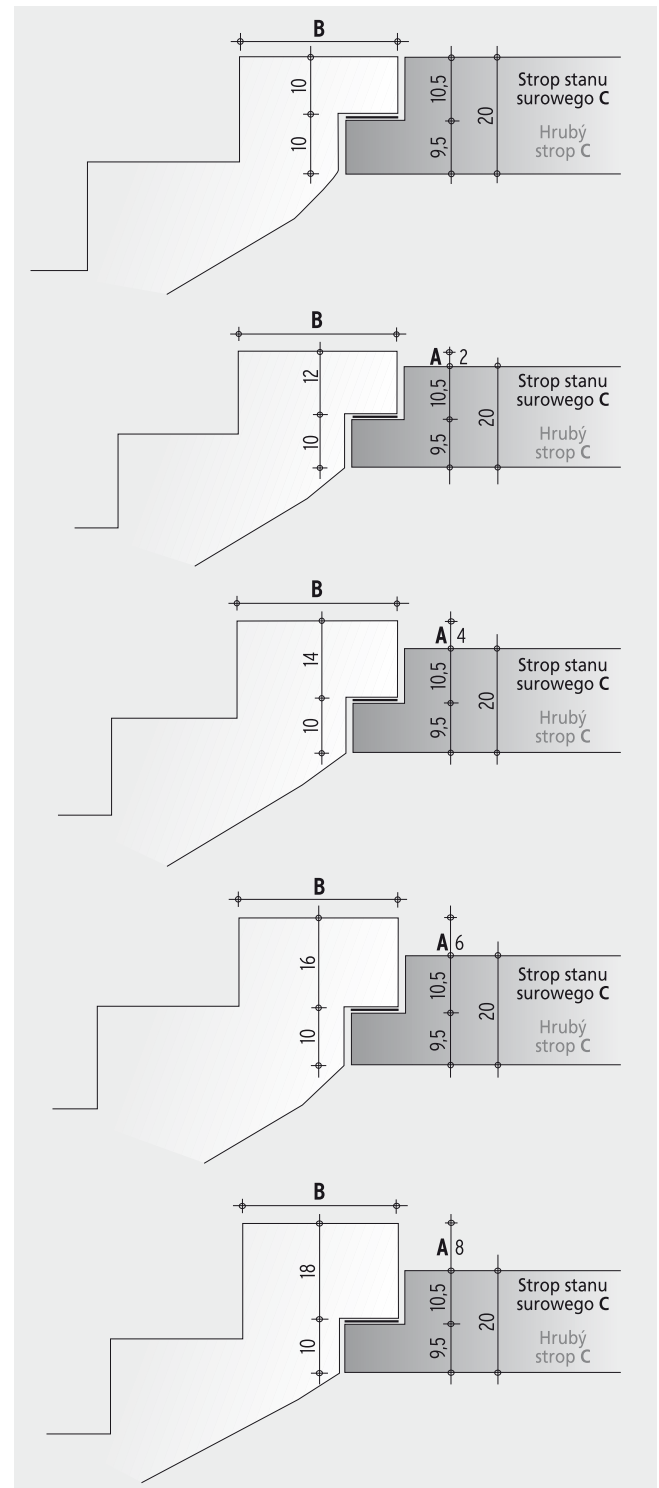 B
10
10
10,5
9,5
20
Strop stanu
surowego C
Hrubý
strop C
B
12
10
A 2
10,5
9,5
20
Strop stanu
surowego C
Hrubý
strop C
B
14
10
A 4
10,5
9,5
20
Strop stanu
surowego C
Hrubý
strop C
B
16
10
A 6
10,5
9,5
20
Strop stanu
surowego C
Hrubý
strop C
B
18
10
A 8
10,5
9,5
20
Strop stanu
surowego C
Hrubý
strop C